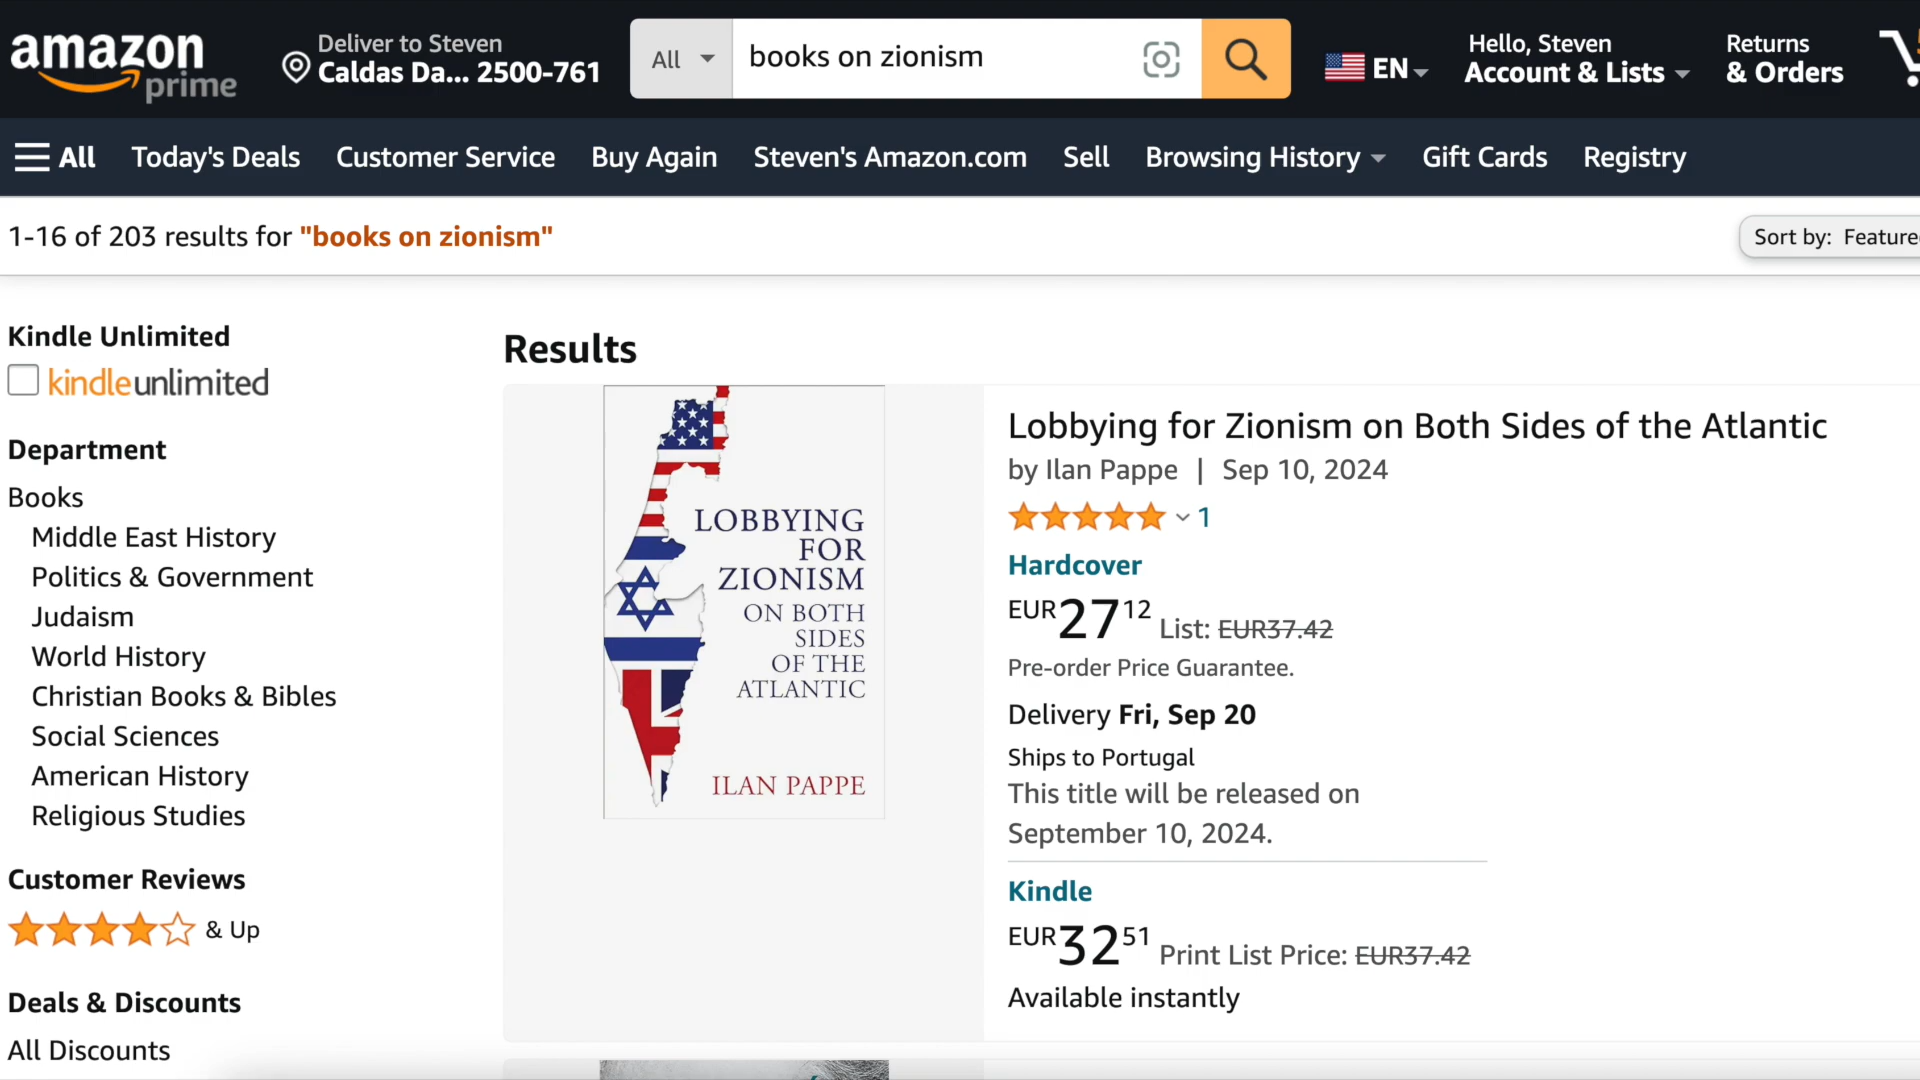 amazon
prime
Deliver to Steven
Caldas Da... 2500-761
All
books on zionism
EN
Hello, Steven
Account & Lists
Returns
& Orders
All
Today's Deals
Customer Service
Buy Again
Steven's Amazon.com
Sell
Browsing History
Gift Cards
Registry
1-16 of 203 results for "books on zionism"
Sort by: Feature
Kindle Unlimited
kindleunlimited
Department
Books
Middle East History
Politics & Government
Judaism
World History
Christian Books & Bibles
Social Sciences
American History
Religious Studies
Customer Reviews
& Up
Deals & Discounts
All Discounts
Results
LOBBYING
FOR
ZIONISM
ON BOTH
SIDES
OF THE
ATLANTIC
ILAN PAPPE
Lobbying for Zionism on Both Sides of the Atlantic
by Ilan Pappe | Sep 10, 2024
1
Hardcover
EUR27 12 List: EUR37.42
Pre-order Price Guarantee.
Delivery Fri, Sep 20
Ships to Portugal
This title will be released on
September 10, 2024.
Kindle
EUR32 51 Print List Price: EUR37.42
Available instantly